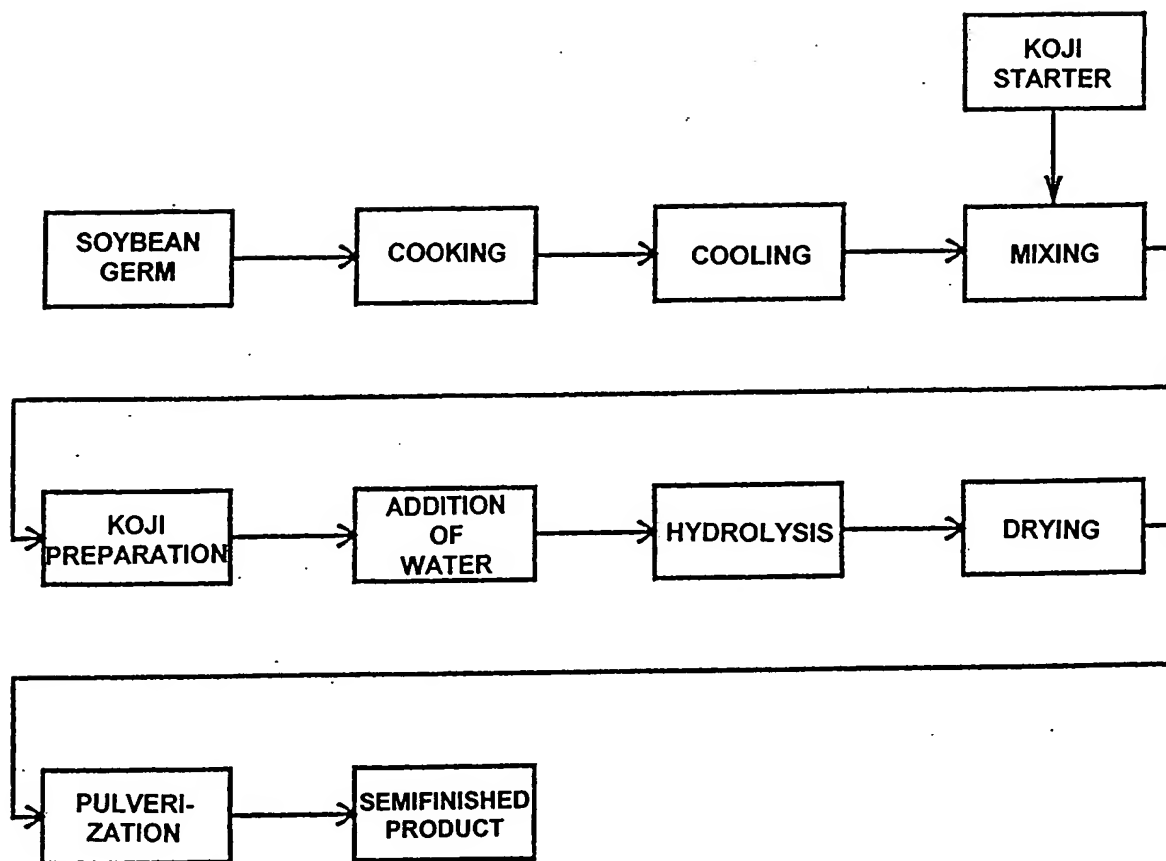 KOJI
STARTER
SOYBEAN
GERM
COOKING
COOLING
MIXING
KOJI
PREPARATION
ADDITION
OF
WATER
HYDROLYSIS
DRYING
PULVERI-
ZATION
SEMIFINISHED
PRODUCT